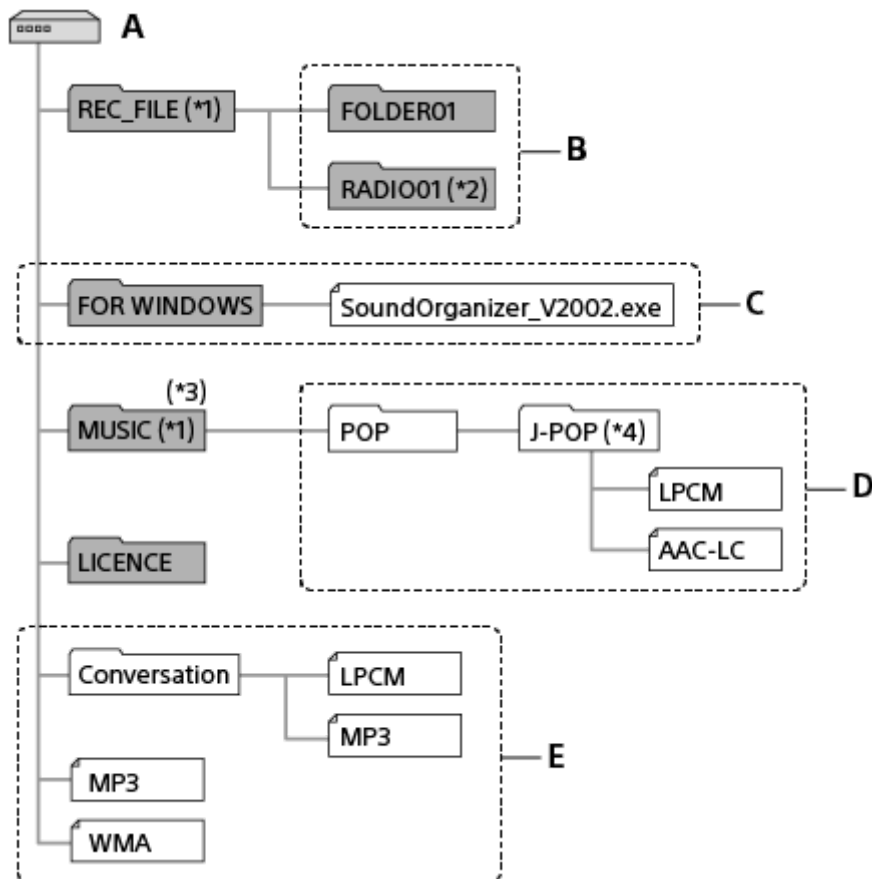 A
REC_FILE (*1)
FOLDER01
RADIO01 (*2)
B
FOR WINDOWS
SoundOrganizer_V2002.exe
C
(*3)
MUSIC (*1)
POP
J-POP (*4)
LPCM
AAC-LC
D
LICENCE
Conversation
LPCM
MP3
MP3
WMA
E